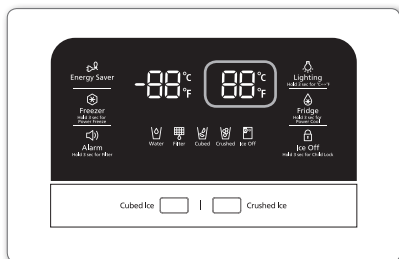 Energy Saver
-88 °C °F
88 °C °F
Lighting
Hold 3 sec for °C↔°F
Freezer
Hold 3 sec for
Power Freeze
Fridge
Hold 3 sec for
Power Cool
Alarm
Hold 3 sec for Filter
Water Filter Cubed Crushed Ice Off
Ice Off
Hold 3 sec for Child Lock
Cubed Ice | Crushed Ice